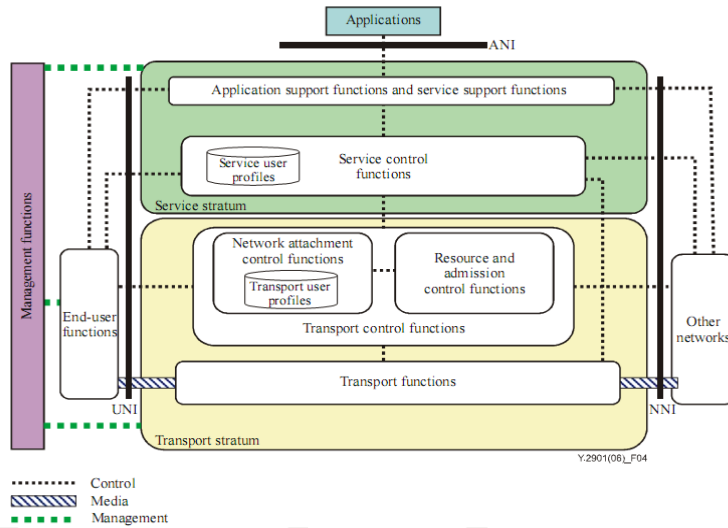 Applications
ANI
Application support functions and service support functions
Management functions
Service user
profiles
Service control
functions
Service stratum
Network attachment
control functions
Transport user
profiles
Resource and
admission
control functions
End-user
functions
Other
networks
Transport control functions
Transport functions
UNI
NNI
Transport stratum
Y.2901(06)_F04
Control
Media
Management